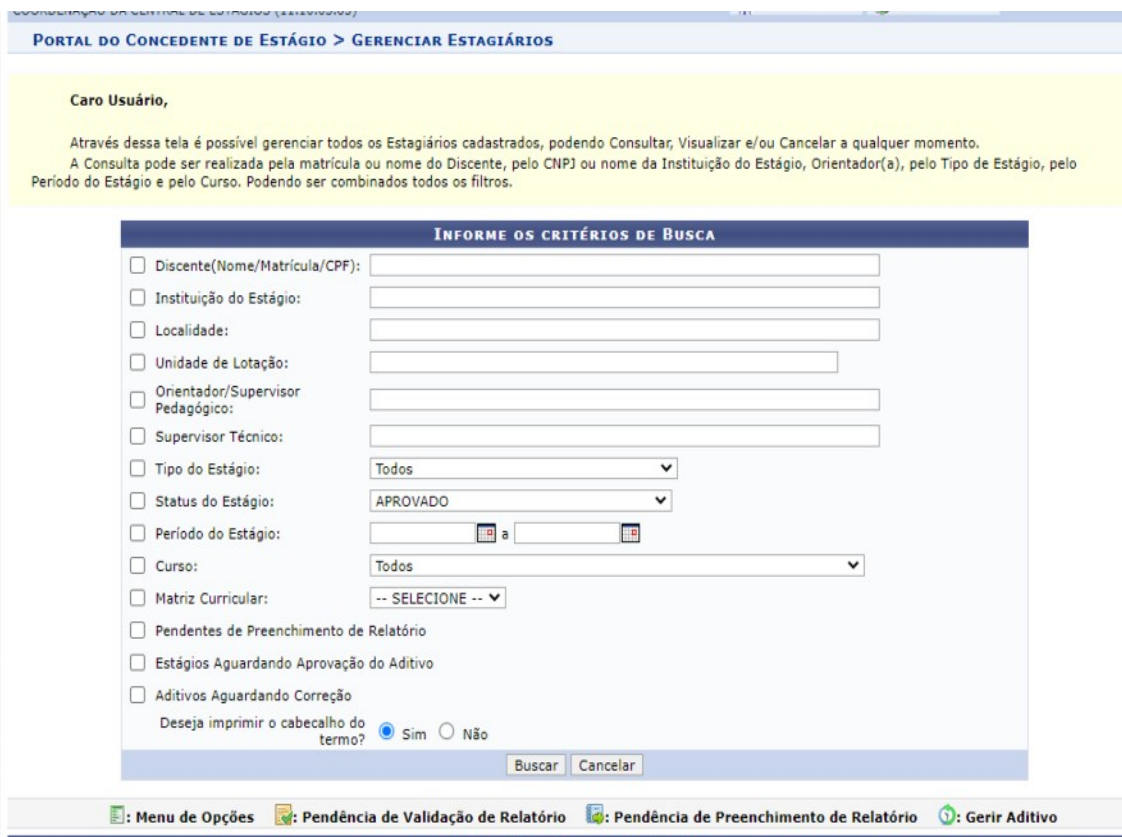 COORDENAÇÃO DA CENTRAL DE ESTÁGIOS
PORTAL DO CONCEDENTE DE ESTÁGIO > GERENCIAR ESTAGIÁRIOS
Caro Usuário,
Através dessa tela é possível gerenciar todos os Estagiários cadastrados, podendo Consultar, Visualizar e/ou Cancelar a qualquer momento.
A Consulta pode ser realizada pela matrícula ou nome do Discente, pelo CNPJ ou nome da Instituição do Estágio, Orientador(a), pelo Tipo de Estágio, pelo
Período do Estágio e pelo Curso. Podendo ser combinados todos os filtros.
INFORME OS CRITÉRIOS DE BUSCA
Discente(Nome/Matrícula/CPF):
Instituição do Estágio:
Localidade:
Unidade de Lotação:
Orientador/Supervisor
Pedagógico:
Supervisor Técnico:
Tipo do Estágio: Todos
Status do Estágio: APROVADO
Período do Estágio: a
Curso: Todos
Matriz Curricular: -- SELECIONE --
Pendentes de Preenchimento de Relatório
Estágios Aguardando Aprovação do Aditivo
Aditivos Aguardando Correção
Deseja imprimir o cabecalho do
termo? Sim Não
Buscar Cancelar
: Menu de Opções : Pendência de Validação de Relatório : Pendência de Preenchimento de Relatório : Gerir Aditivo